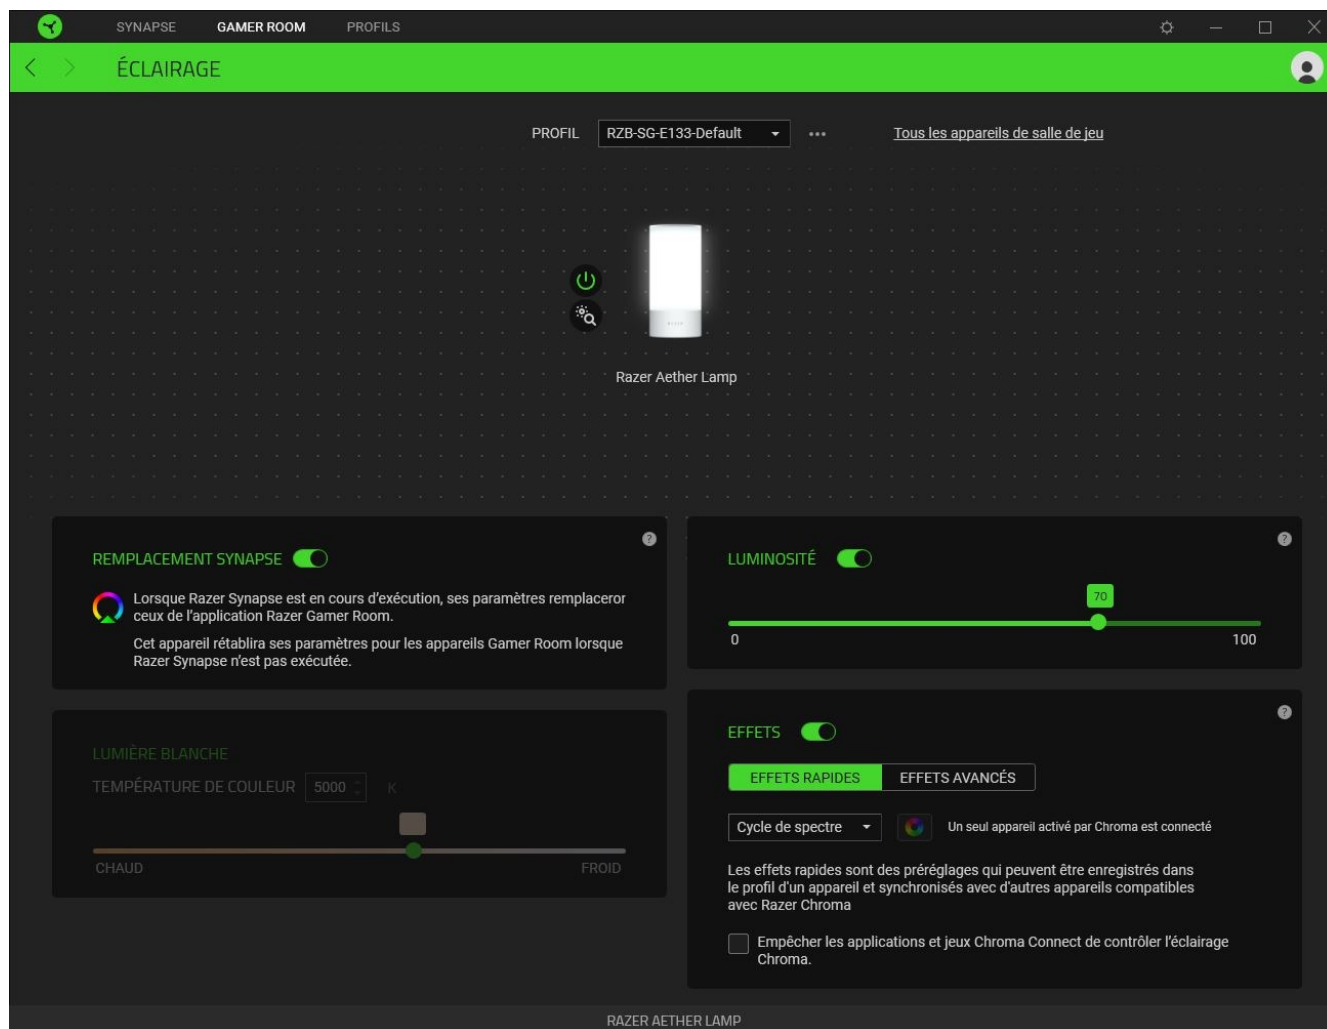 SYNAPSE GAMER ROOM PROFILS
ÉCLAIRAGE
PROFIL RZB-SG-E133-Default Tous les appareils de salle de jeu
Razer Aether Lamp
REMPLACEMENT SYNAPSE
Lorsque Razer Synapse est en cours d'exécution, ses paramètres remplaceror
ceux de l'application Razer Gamer Room.
Cet appareil rétablira ses paramètres pour les appareils Gamer Room lorsque
Razer Synapse n'est pas exécutée.
LUMIÈRE BLANCHE
TEMPÉRATURE DE COULEUR 5000 K
CHAUD FROID
LUMINOSITÉ
70
0 100
EFFETS
EFFETS RAPIDES EFFETS AVANCÉS
Cycle de spectre Un seul appareil activé par Chroma est connecté
Les effets rapides sont des préréglages qui peuvent être enregistrés dans
le profil d'un appareil et synchronisés avec d'autres appareils compatibles
avec Razer Chroma
Empêcher les applications et jeux Chroma Connect de contrôler l'éclairage
Chroma.
RAZER AETHER LAMP